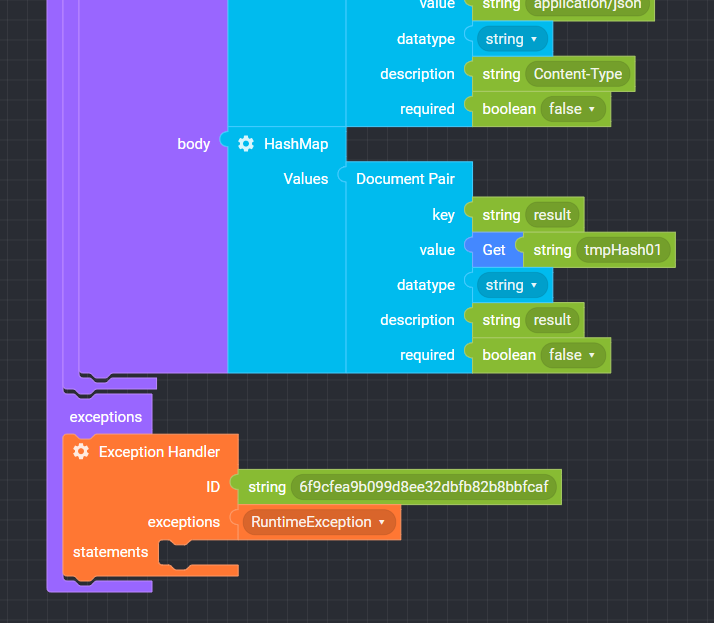 value string application/json
datatype string
description string Content-Type
required boolean false
body HashMap
Values Document Pair
key string result
value Get string tmpHash01
datatype string
description string result
required boolean false
exceptions
Exception Handler
ID string 6f9cfea9b099d8ee32dbfb82b8bbfcaf
exceptions RuntimeException
statements